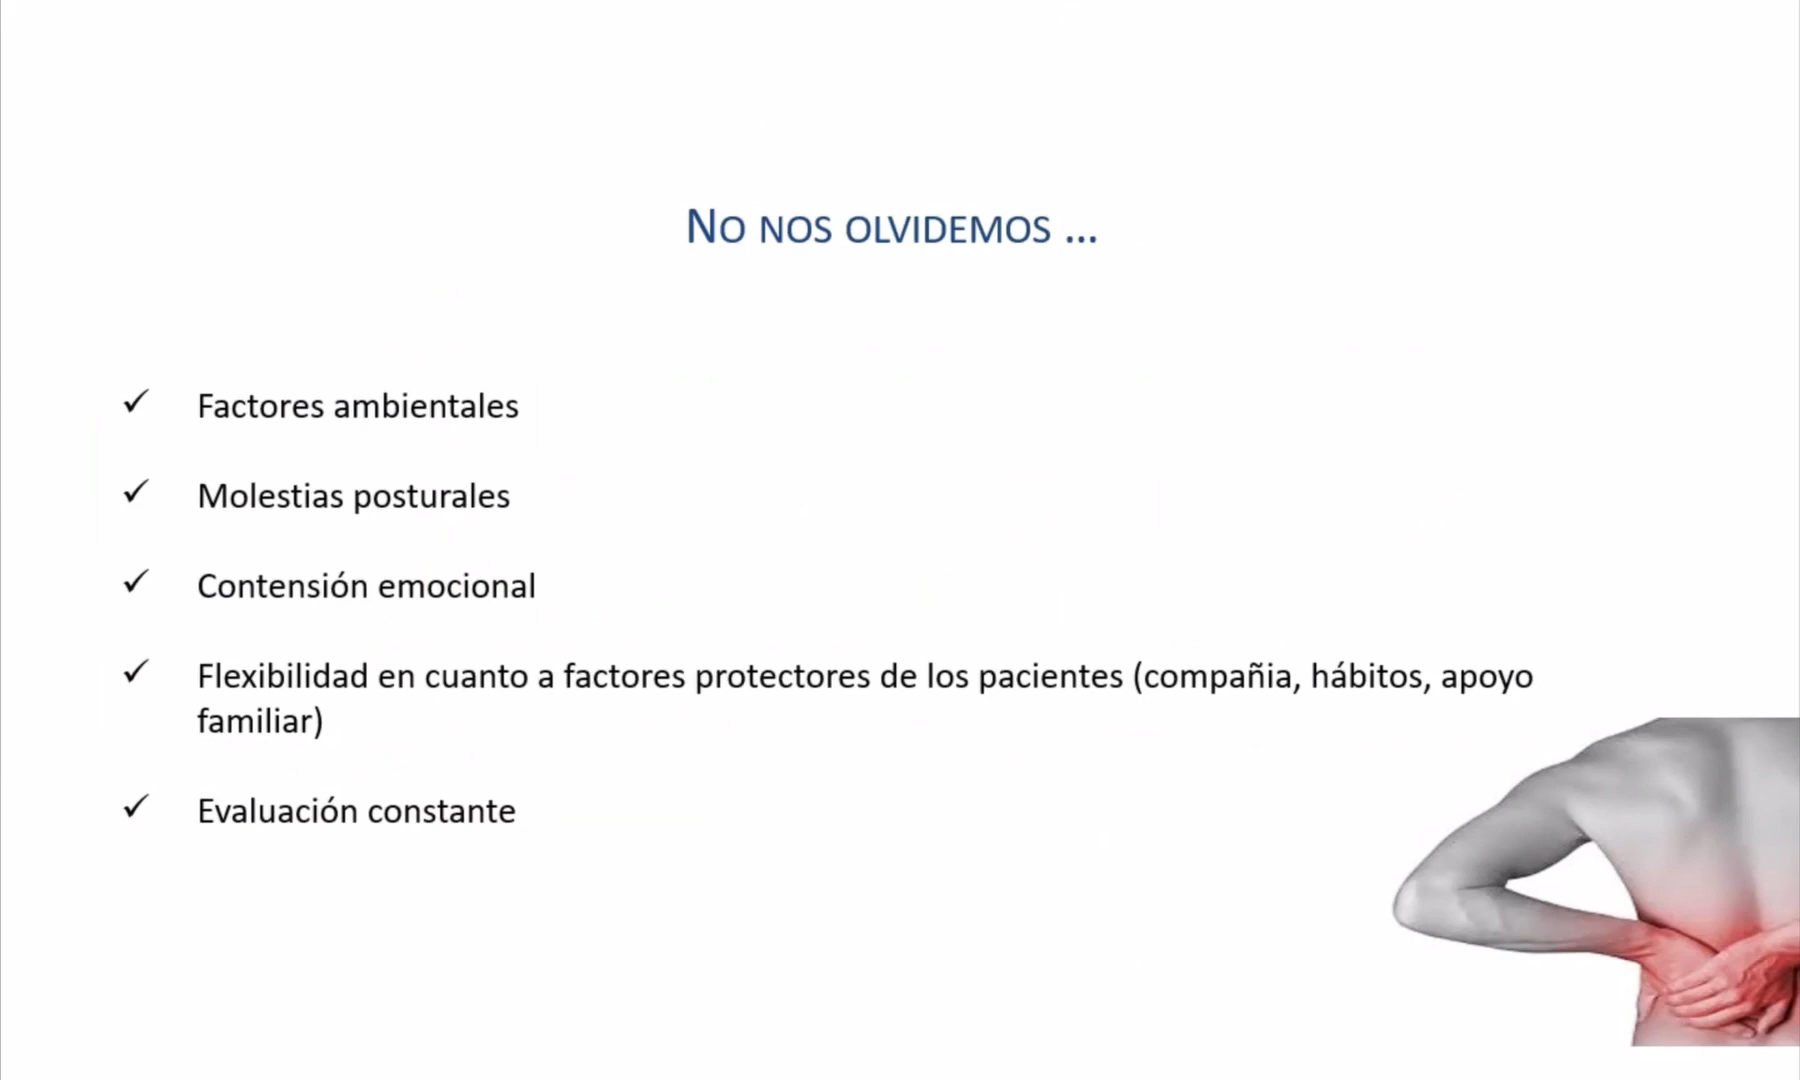 No nos olvidemos ...
Factores ambientales
Molestias posturales
Contensión emocional
Flexibilidad en cuanto a factores protectores de los pacientes (compañia, hábitos, apoyo
familiar)
Evaluación constante